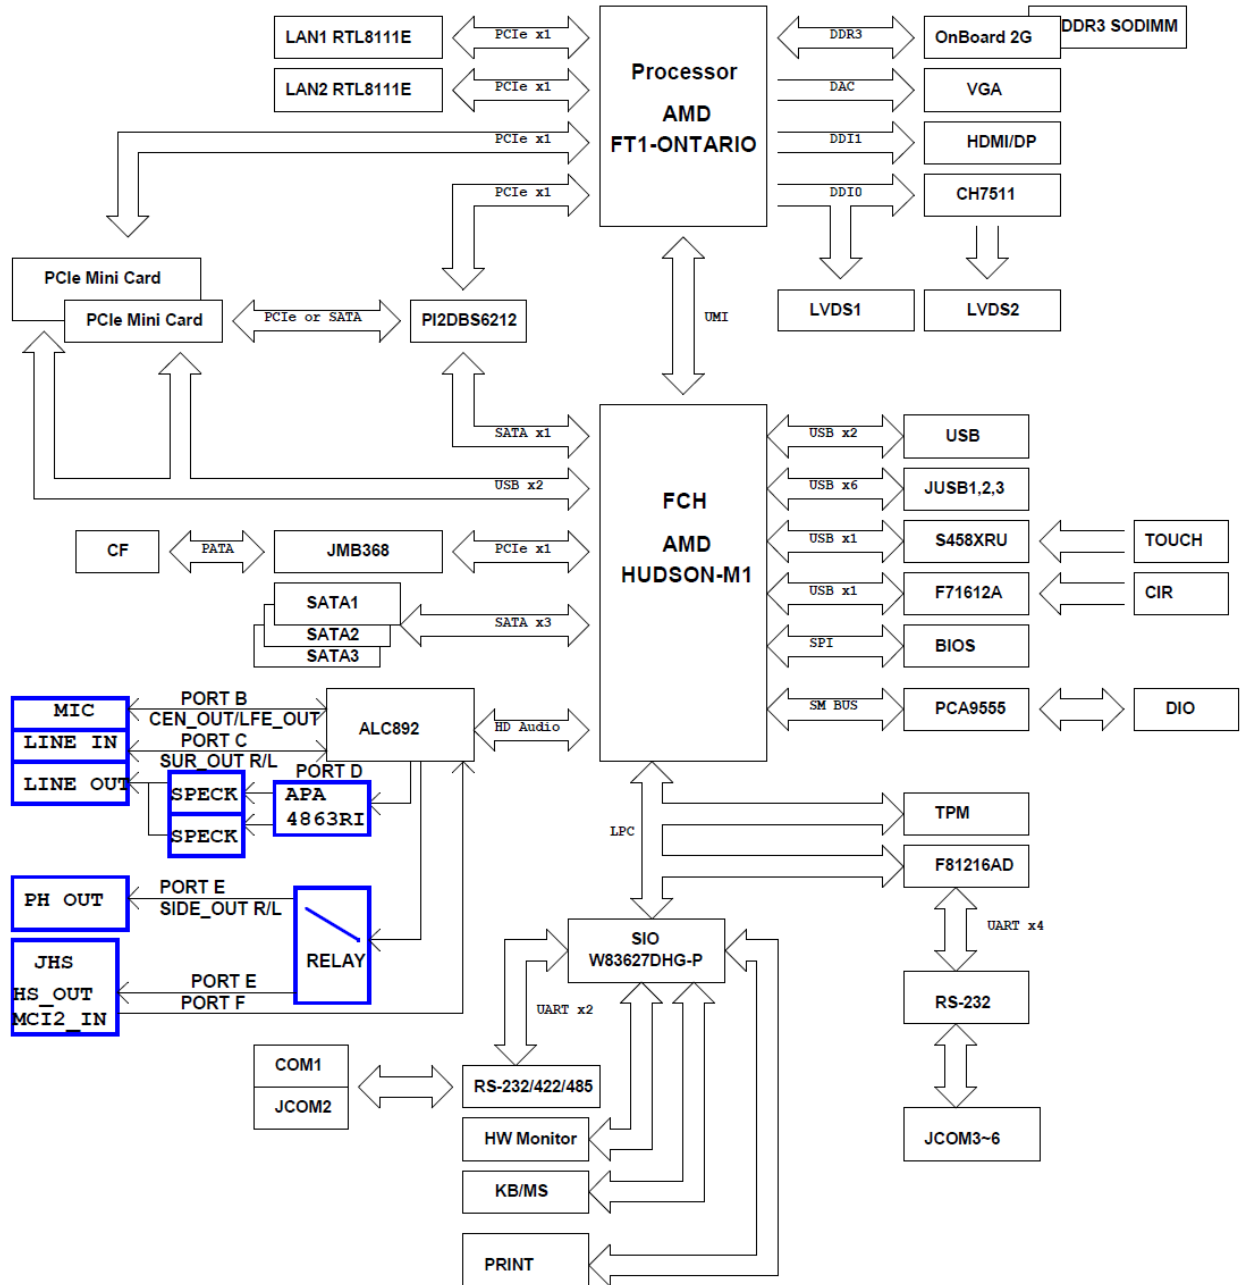 LAN1 RTL8111E
PCIe x1
LAN2 RTL8111E
PCIe x1
PCIe x1
PCIe x1
Processor
AMD
FT1-ONTARIO
DDR3
OnBoard 2G
DDR3 SODIMM
DAC
VGA
DDI1
HDMI/DP
DDI0
CH7511
LVDS1
LVDS2
UMI
PCIe Mini Card
PCIe Mini Card
PCIe or SATA
PI2DBS6212
SATA x1
USB x2
FCH
AMD
HUDSON-M1
USB x2
USB
USB x6
JUSB1,2,3
USB x1
S458XRU
TOUCH
USB x1
F71612A
CIR
SPI
BIOS
SM BUS
PCA9555
DIO
CF
PATA
JMB368
PCIe x1
SATA1
SATA2
SATA3
SATA x3
MIC
LINE IN
LINE OUT
PORT B
CEN_OUT/LFE_OUT
PORT C
SUR_OUT R/L
ALC892
HD Audio
PORT D
SPECK
SPECK
APA
4863RI
PH OUT
PORT E
SIDE_OUT R/L
RELAY
JHS
HS_OUT
MCI2_IN
PORT E
PORT F
LPC
TPM
F81216AD
UART x4
RS-232
JCOM3~6
SIO
W83627DHG-P
UART x2
COM1
JCOM2
RS-232/422/485
HW Monitor
KB/MS
PRINT